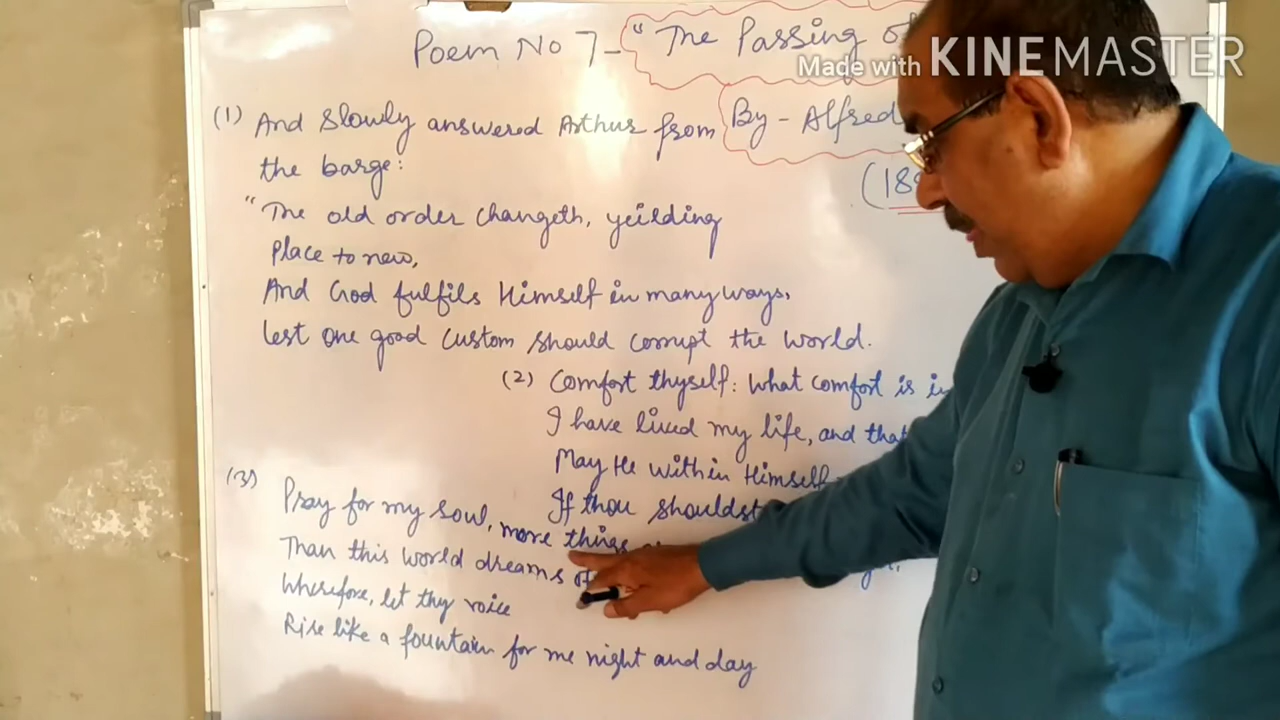 Poem No 7- "The Passing of
Made with KINEMASTER
By - Alfred
(1) And slowly answered Arthur from
the barge:
"The old order changeth, yeilding
Place to new,
And God fulfils Himself in many ways,
Lest one good custom should corrupt the world.
(2) Comfort thyself: What comfort is in
I have lived my life, and that
May He within Himself
If thou shouldst
(3) Pray for my soul, more things
Than this world dreams of
Wherefore, let thy voice
Rise like a fountain for me night and day